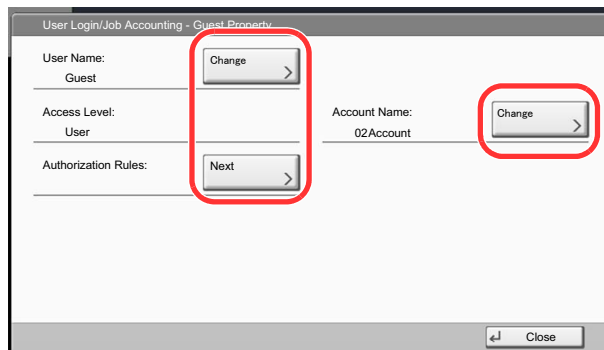 User Login/Job Accounting - Guest Property
User Name:
Change
Guest
Access Level:
User
Account Name:
Change
02Account
Authorization Rules:
Next
Close